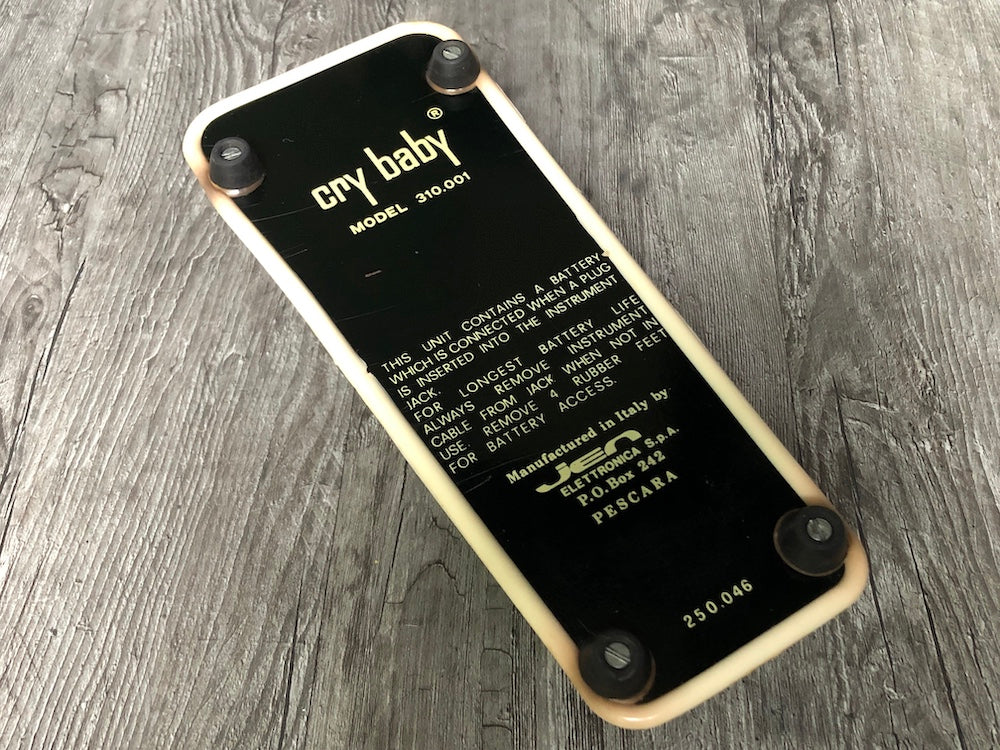 cry baby ®
MODEL 310.001
THIS UNIT CONTAINS A BATTERY
WHICH IS CONNECTED WHEN A PLUG
IS INSERTED INTO THE INSTRUMENT
JACK.
FOR LONGEST BATTERY LIFE
ALWAYS REMOVE INSTRUMENT
CABLE FROM JACK WHEN NOT IN
USE. REMOVE 4 RUBBER FEET
FOR BATTERY ACCESS.
Manufactured in Italy by
Jen
ELETTRONICA S.p.A.
P.O. Box 242
PESCARA
250.046